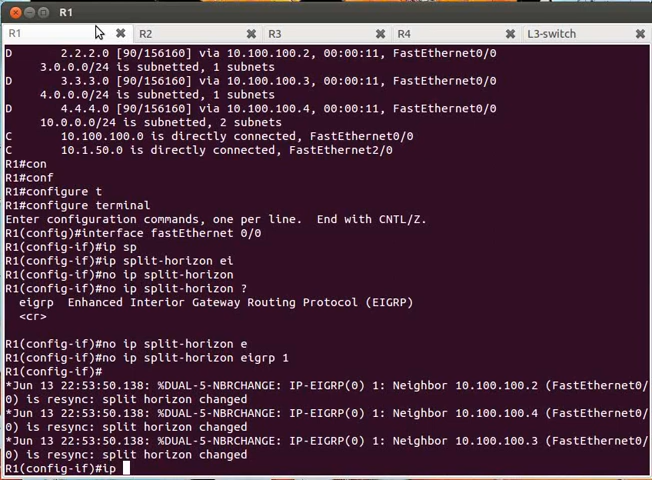 R1
R1
R2
R3
R4
L3-switch
D 2.2.2.0 [90/156160] via 10.100.100.2, 00:00:11, FastEthernet0/0
3.0.0.0/24 is subnetted, 1 subnets
D 3.3.3.0 [90/156160] via 10.100.100.3, 00:00:11, FastEthernet0/0
4.0.0.0/24 is subnetted, 1 subnets
D 4.4.4.0 [90/156160] via 10.100.100.4, 00:00:11, FastEthernet0/0
10.0.0.0/24 is subnetted, 2 subnets
C 10.100.100.0 is directly connected, FastEthernet0/0
C 10.1.50.0 is directly connected, FastEthernet2/0
R1#con
R1#conf
R1#configure t
R1#configure terminal
Enter configuration commands, one per line. End with CNTL/Z.
R1(config)#interface fastEthernet 0/0
R1(config-if)#ip sp
R1(config-if)#ip split-horizon ei
R1(config-if)#no ip split-horizon
R1(config-if)#no ip split-horizon ?
eigrp Enhanced Interior Gateway Routing Protocol (EIGRP)
<cr>
R1(config-if)#no ip split-horizon e
R1(config-if)#no ip split-horizon eigrp 1
R1(config-if)#
*Jun 13 22:53:50.138: %DUAL-5-NBRCHANGE: IP-EIGRP(0) 1: Neighbor 10.100.100.2 (FastEthernet0/
0) is resync: split horizon changed
*Jun 13 22:53:50.138: %DUAL-5-NBRCHANGE: IP-EIGRP(0) 1: Neighbor 10.100.100.4 (FastEthernet0/
0) is resync: split horizon changed
*Jun 13 22:53:50.138: %DUAL-5-NBRCHANGE: IP-EIGRP(0) 1: Neighbor 10.100.100.3 (FastEthernet0/
0) is resync: split horizon changed
R1(config-if)#ip